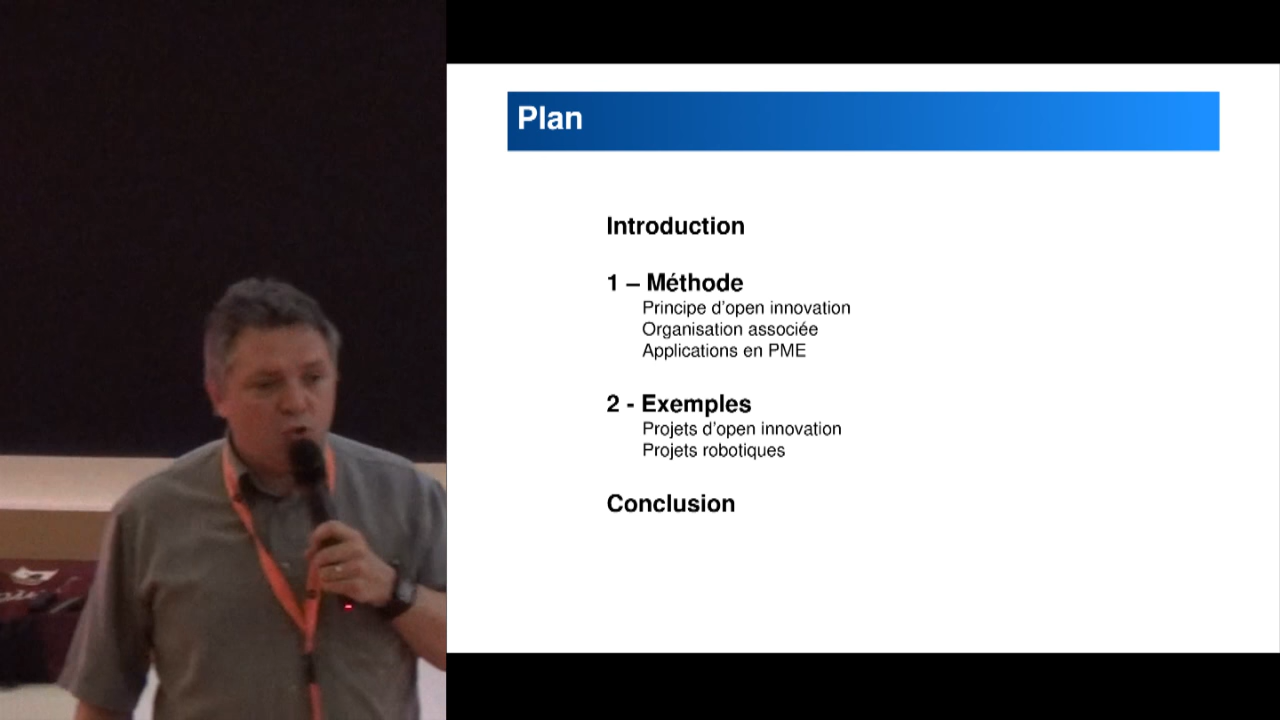 Plan
Introduction
1 – Méthode
Principe d'open innovation
Organisation associée
Applications en PME
2 - Exemples
Projets d'open innovation
Projets robotiques
Conclusion